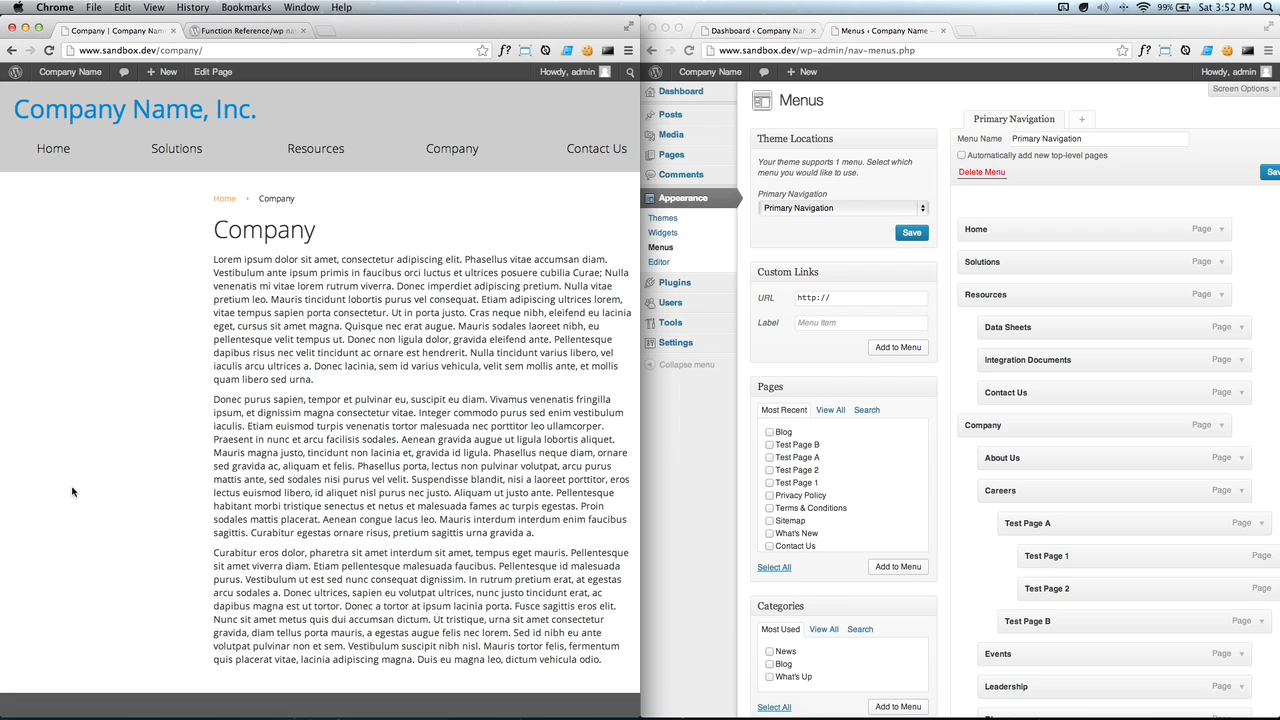 Chrome File Edit View History Bookmarks Window Help
99% Sat 3:52 PM
Company | Company Name
Function Reference/wp na
www.sandbox.dev/company/
Company Name + New Edit Page Howdy, admin
Company Name, Inc.
Home Solutions Resources Company Contact Us
Home Company
Company
Lorem ipsum dolor sit amet, consectetur adipiscing elit. Phasellus vitae accumsan diam.
Vestibulum ante ipsum primis in faucibus orci luctus et ultrices posuere cubilia Curae; Nulla
venenatis mi vitae lorem rutrum viverra. Donec imperdiet adipiscing pretium. Nulla vitae
pretium leo. Mauris tincidunt lobortis purus vel consequat. Etiam adipiscing ultrices lorem,
vitae tempus sapien porta consectetur. Ut in porta justo. Cras neque nibh, eleifend eu lacinia
eget, cursus sit amet magna. Quisque nec erat augue. Mauris sodales laoreet nibh, eu
pellentesque velit tempus ut. Donec non ligula dolor, gravida eleifend ante. Pellentesque
dapibus risus nec velit tincidunt ac ornare est hendrerit. Nulla tincidunt varius libero, vel
iaculis arcu ultrices a. Donec lacinia, sem id varius vehicula, velit sem mollis ante, et mollis
quam libero sed urna.
Donec purus sapien, tempor et pulvinar eu, suscipit eu diam. Vivamus venenatis fringilla
ipsum, et dignissim magna consectetur vitae. Integer commodo purus sed enim vestibulum
iaculis. Etiam euismod turpis venenatis tortor malesuada nec porttitor leo ullamcorper.
Praesent in nunc et arcu facilisis sodales. Aenean gravida augue ut ligula lobortis aliquet.
Mauris magna justo, tincidunt non lacinia et, gravida id ligula. Phasellus neque diam, ornare
sed gravida ac, aliquam et felis. Phasellus porta, lectus non pulvinar volutpat, arcu purus
mattis ante, sed sodales nisi purus vel velit. Suspendisse blandit, nisi a laoreet porttitor, eros
lectus euismod libero, id aliquet nisl purus nec justo. Aliquam ut justo ante. Pellentesque
habitant morbi tristique senectus et netus et malesuada fames ac turpis egestas. Proin
sodales mattis placerat. Aenean congue lacus leo. Mauris interdum interdum enim faucibus
sagittis. Curabitur egestas ornare risus, pretium sagittis urna gravida a.
Curabitur eros dolor, pharetra sit amet interdum sit amet, tempus eget mauris. Pellentesque
sit amet viverra diam. Etiam pellentesque malesuada faucibus. Pellentesque id malesuada
purus. Vestibulum ut est sed nunc consequat dignissim. In rutrum pretium erat, at egestas
arcu sodales a. Donec ultrices, sapien eu volutpat ultrices, nunc justo tincidunt erat, ac
dapibus magna est ut tortor. Donec a tortor at ipsum lacinia porta. Fusce sagittis eros elit.
Nunc sit amet metus quis dui accumsan dictum. Ut tristique, urna sit amet consectetur
gravida, diam tellus porta mauris, a egestas augue felis nec lorem. Sed id nibh eu ante
volutpat pulvinar non et sem. Vestibulum suscipit nibh nisl. Mauris tortor felis, fermentum
quis placerat vitae, lacinia adipiscing magna. Duis eu magna leo, dictum vehicula odio.
Dashboard ‹ Company Nam
Menus ‹ Company Name —
www.sandbox.dev/wp-admin/nav-menus.php
Company Name + New Howdy, admin
Dashboard
Posts
Media
Pages
Comments
Appearance
Themes
Widgets
Menus
Editor
Plugins
Users
Tools
Settings
Collapse menu
Screen Options
Menus
Theme Locations
Your theme supports 1 menu. Select which
menu you would like to use.
Primary Navigation
Primary Navigation
Save
Custom Links
URL http://
Label Menu Item
Add to Menu
Pages
Most Recent View All Search
Blog
Test Page B
Test Page A
Test Page 2
Test Page 1
Privacy Policy
Terms & Conditions
Sitemap
What's New
Contact Us
Select All Add to Menu
Categories
Most Used View All Search
News
Blog
What's Up
Select All Add to Menu
Primary Navigation +
Menu Name Primary Navigation
Automatically add new top-level pages
Delete Menu Sav
Home Page
Solutions Page
Resources Page
Data Sheets Page
Integration Documents Page
Contact Us Page
Company Page
About Us Page
Careers Page
Test Page A Page
Test Page 1 Page
Test Page 2 Page
Test Page B Page
Events Page
Leadership Page